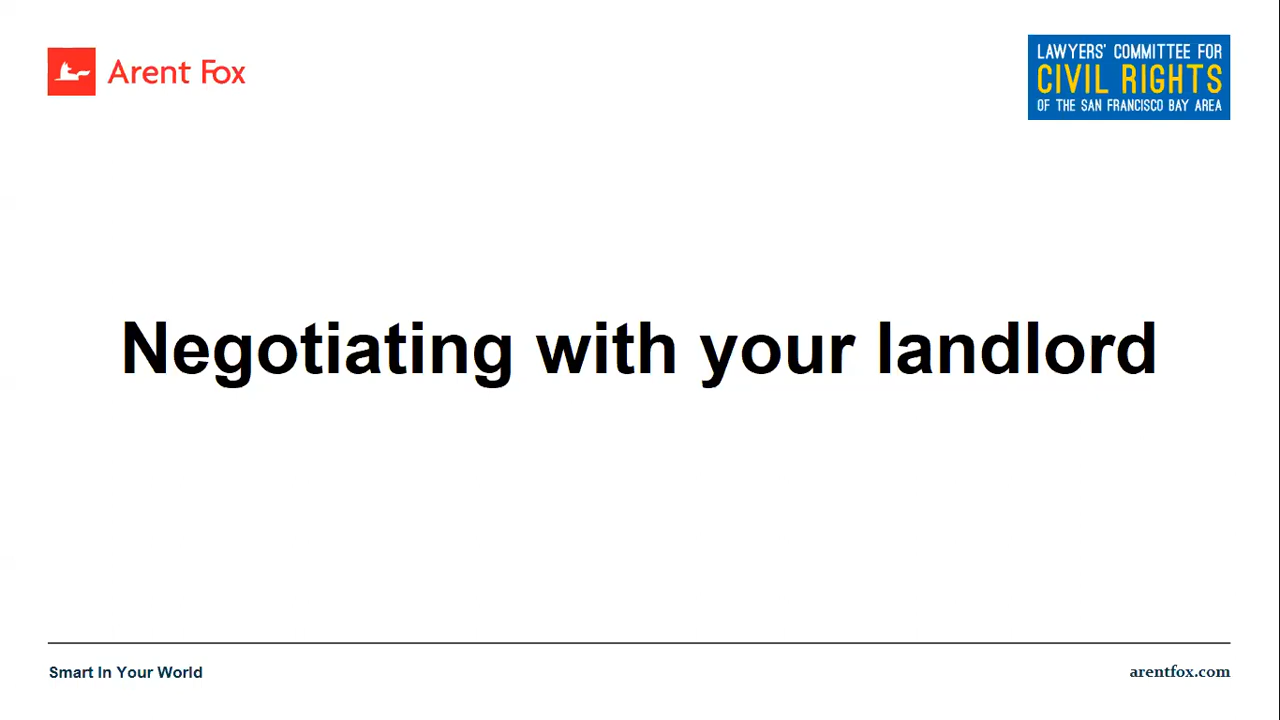 Arent Fox
LAWYERS' COMMITTEE FOR
CIVIL RIGHTS
OF THE SAN FRANCISCO BAY AREA
Negotiating with your landlord
Smart In Your World
arentfox.com